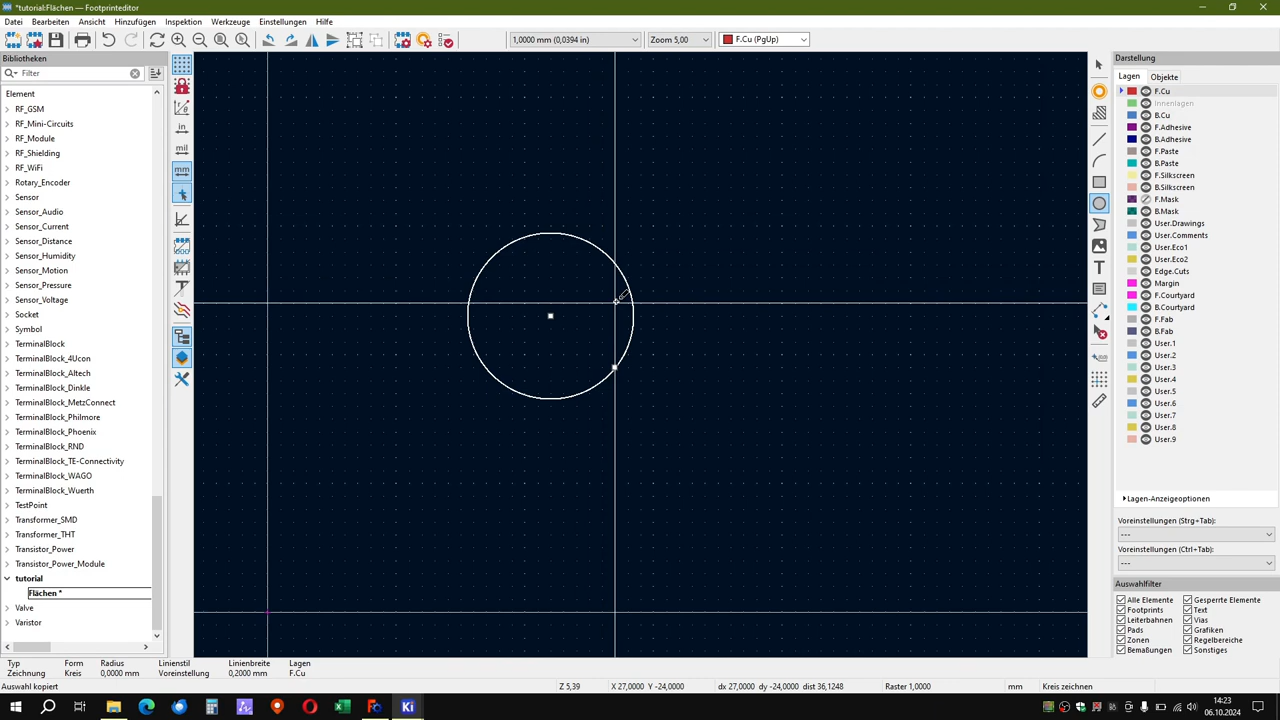 *tutorial:Flächen — Footprinteditor
Datei Bearbeiten Ansicht Hinzufügen Inspektion Werkzeuge Einstellungen Hilfe
1,0000 mm (0,0394 in) Zoom 5,00 F.Cu (PgUp)
Bibliotheken
Filter
Element
RF_GSM
RF_Mini-Circuits
RF_Module
RF_Shielding
RF_WiFi
Rotary_Encoder
Sensor
Sensor_Audio
Sensor_Current
Sensor_Distance
Sensor_Humidity
Sensor_Motion
Sensor_Pressure
Sensor_Voltage
Socket
Symbol
TerminalBlock
TerminalBlock_4Ucon
TerminalBlock_Altech
TerminalBlock_Dinkle
TerminalBlock_MetzConnect
TerminalBlock_Philmore
TerminalBlock_Phoenix
TerminalBlock_RND
TerminalBlock_TE-Connectivity
TerminalBlock_WAGO
TerminalBlock_Wuerth
TestPoint
Transformer_SMD
Transformer_THT
Transistor_Power
Transistor_Power_Module
tutorial
Flächen *
Valve
Varistor
in
mil
mm
Darstellung
Lagen Objekte
F.Cu
Innenlagen
B.Cu
F.Adhesive
B.Adhesive
F.Paste
B.Paste
F.Silkscreen
B.Silkscreen
F.Mask
B.Mask
User.Drawings
User.Comments
User.Eco1
User.Eco2
Edge.Cuts
Margin
F.Courtyard
B.Courtyard
F.Fab
B.Fab
User.1
User.2
User.3
User.4
User.5
User.6
User.7
User.8
User.9
Lagen-Anzeigeoptionen
Voreinstellungen (Strg+Tab):
---
Voreinstellungen (Ctrl+Tab):
---
Auswahlfilter
Alle Elemente Gesperrte Elemente
Footprints Text
Leiterbahnen Vias
Pads Grafiken
Zonen Regelbereiche
Bemaßungen Sonstiges
Typ Form Radius Linienstil Linienbreite Lagen
Zeichnung Kreis 0,0000 mm Voreinstellung 0,2000 mm F.Cu
Auswahl kopiert Z 5,39 X 27,0000 Y -24,0000 dx 27,0000 dy -24,0000 dist 36,1248 Raster 1,0000 mm Kreis zeichnen
Ki
14:23
06.10.2024